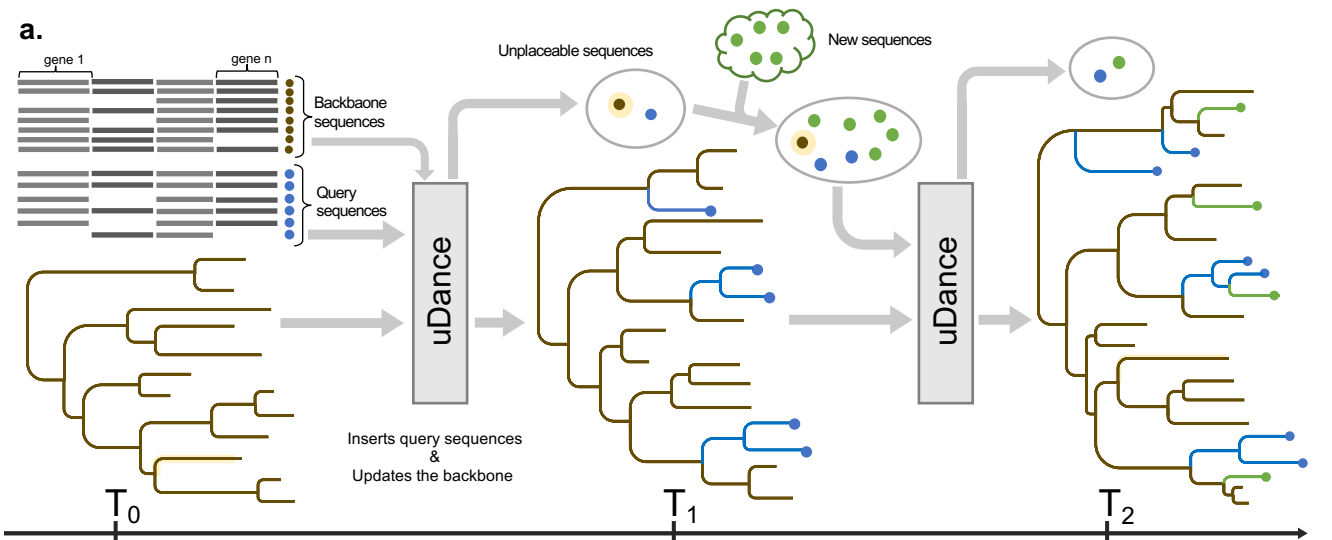 a.
gene 1
gene n
Backbaone
sequences
Query
sequences
Unplaceable sequences
New sequences
uDance
uDance
Inserts query sequences
&
Updates the backbone
T0
T1
T2